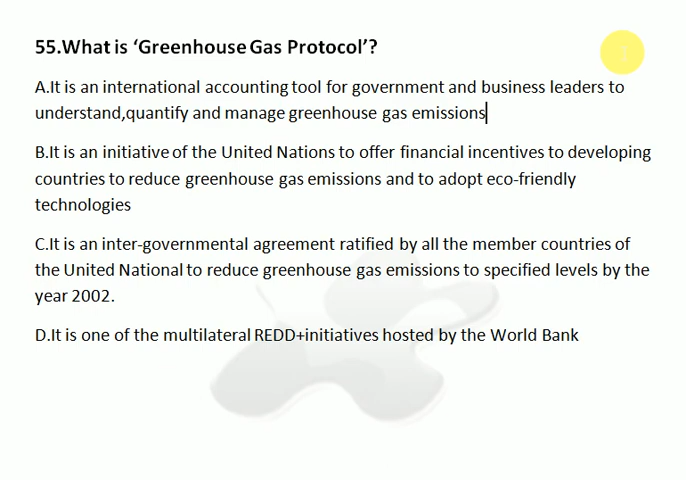 55.What is ‘Greenhouse Gas Protocol’?
A.It is an international accounting tool for government and business leaders to
understand,quantify and manage greenhouse gas emissions
B.It is an initiative of the United Nations to offer financial incentives to developing
countries to reduce greenhouse gas emissions and to adopt eco-friendly
technologies
C.It is an inter-governmental agreement ratified by all the member countries of
the United National to reduce greenhouse gas emissions to specified levels by the
year 2002.
D.It is one of the multilateral REDD+initiatives hosted by the World Bank